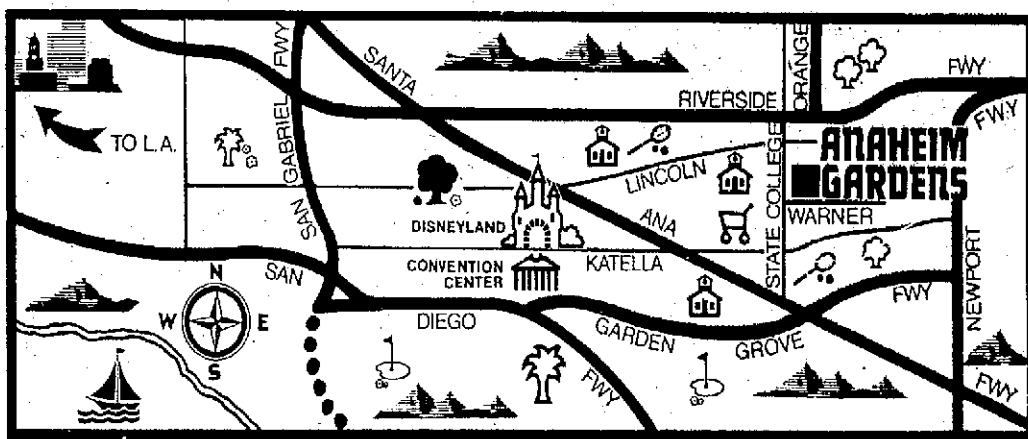 SANTA ANA FWY
SAN GABRIEL FWY
ORANGE
FWY
RIVERSIDE FWY
TO L.A.
LINCOLN
STATE COLLEGE
ANAHEIM
GARDENS
WARNER
DISNEYLAND
CONVENTION
CENTER
KATELLA
SAN DIEGO FWY
GARDEN GROVE FWY
NEWPORT
FWY
N
W E
S